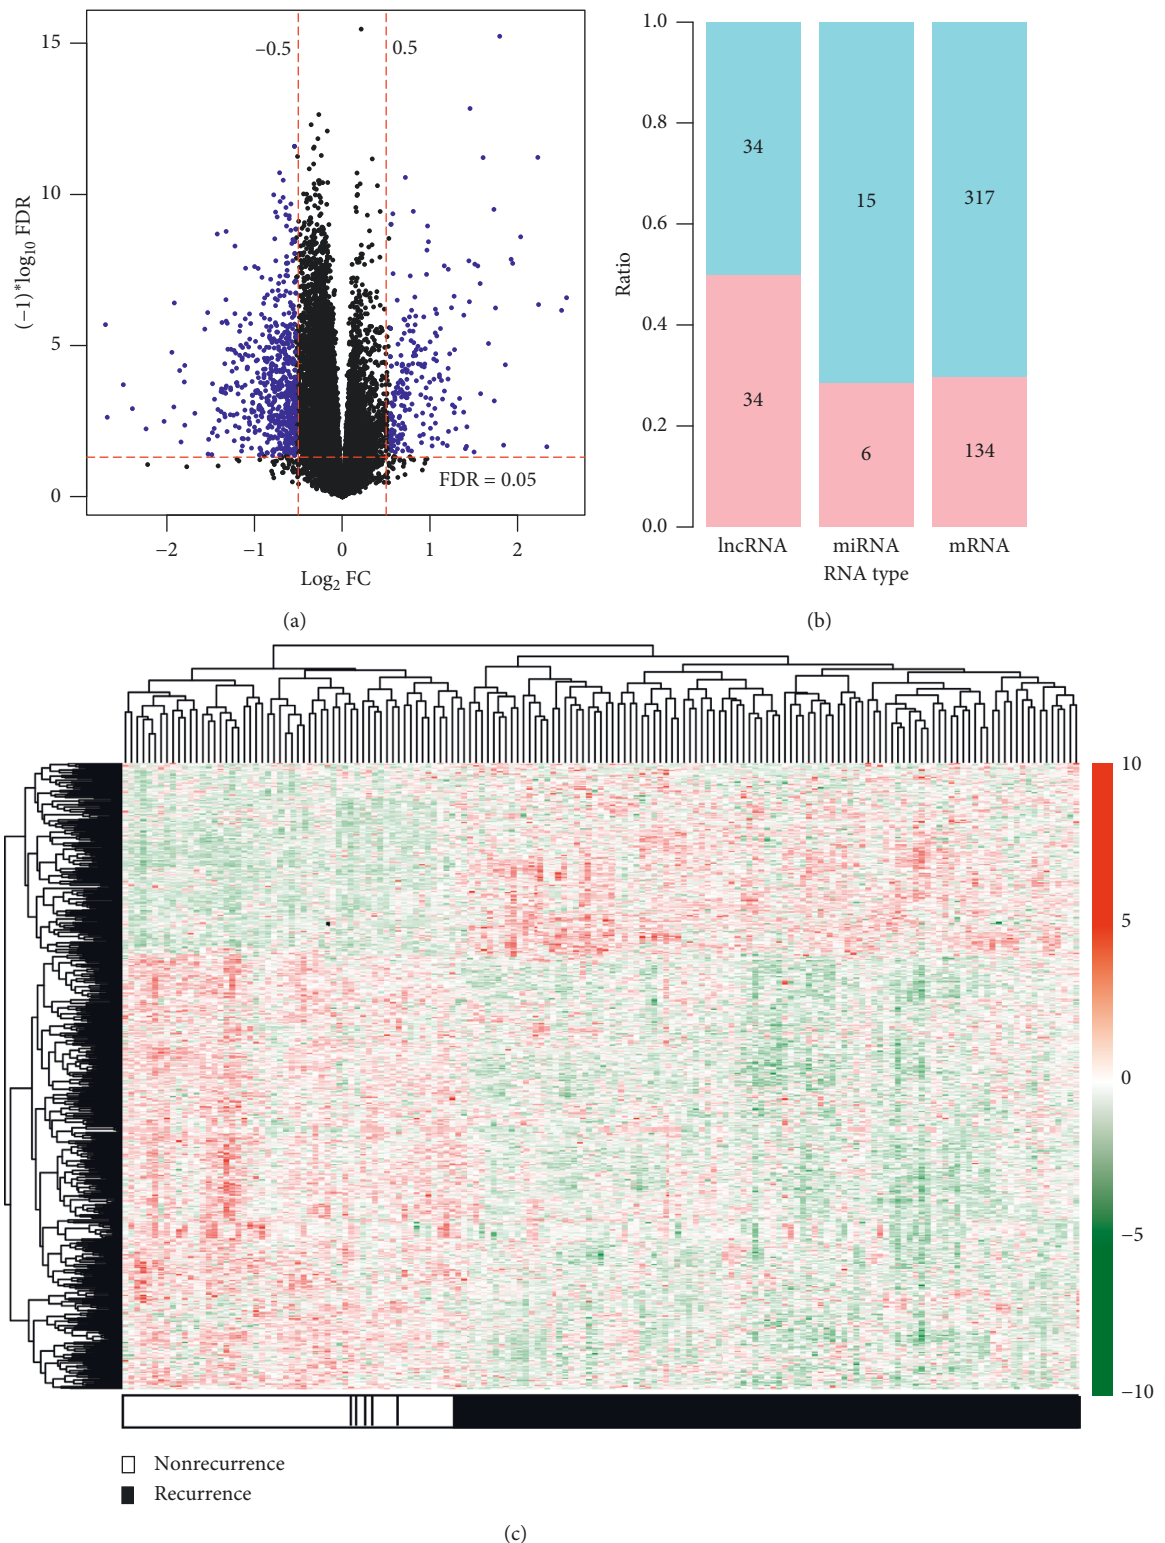 −0.5
0.5
15
10
5
0
(−1)*log10 FDR
FDR = 0.05
−2
−1
0
1
2
Log2 FC
(a)
1.0
0.8
0.6
0.4
0.2
0.0
Ratio
34
15
317
34
6
134
lncRNA
miRNA
mRNA
RNA type
(b)
10
5
0
−5
−10
Nonrecurrence
Recurrence
(c)